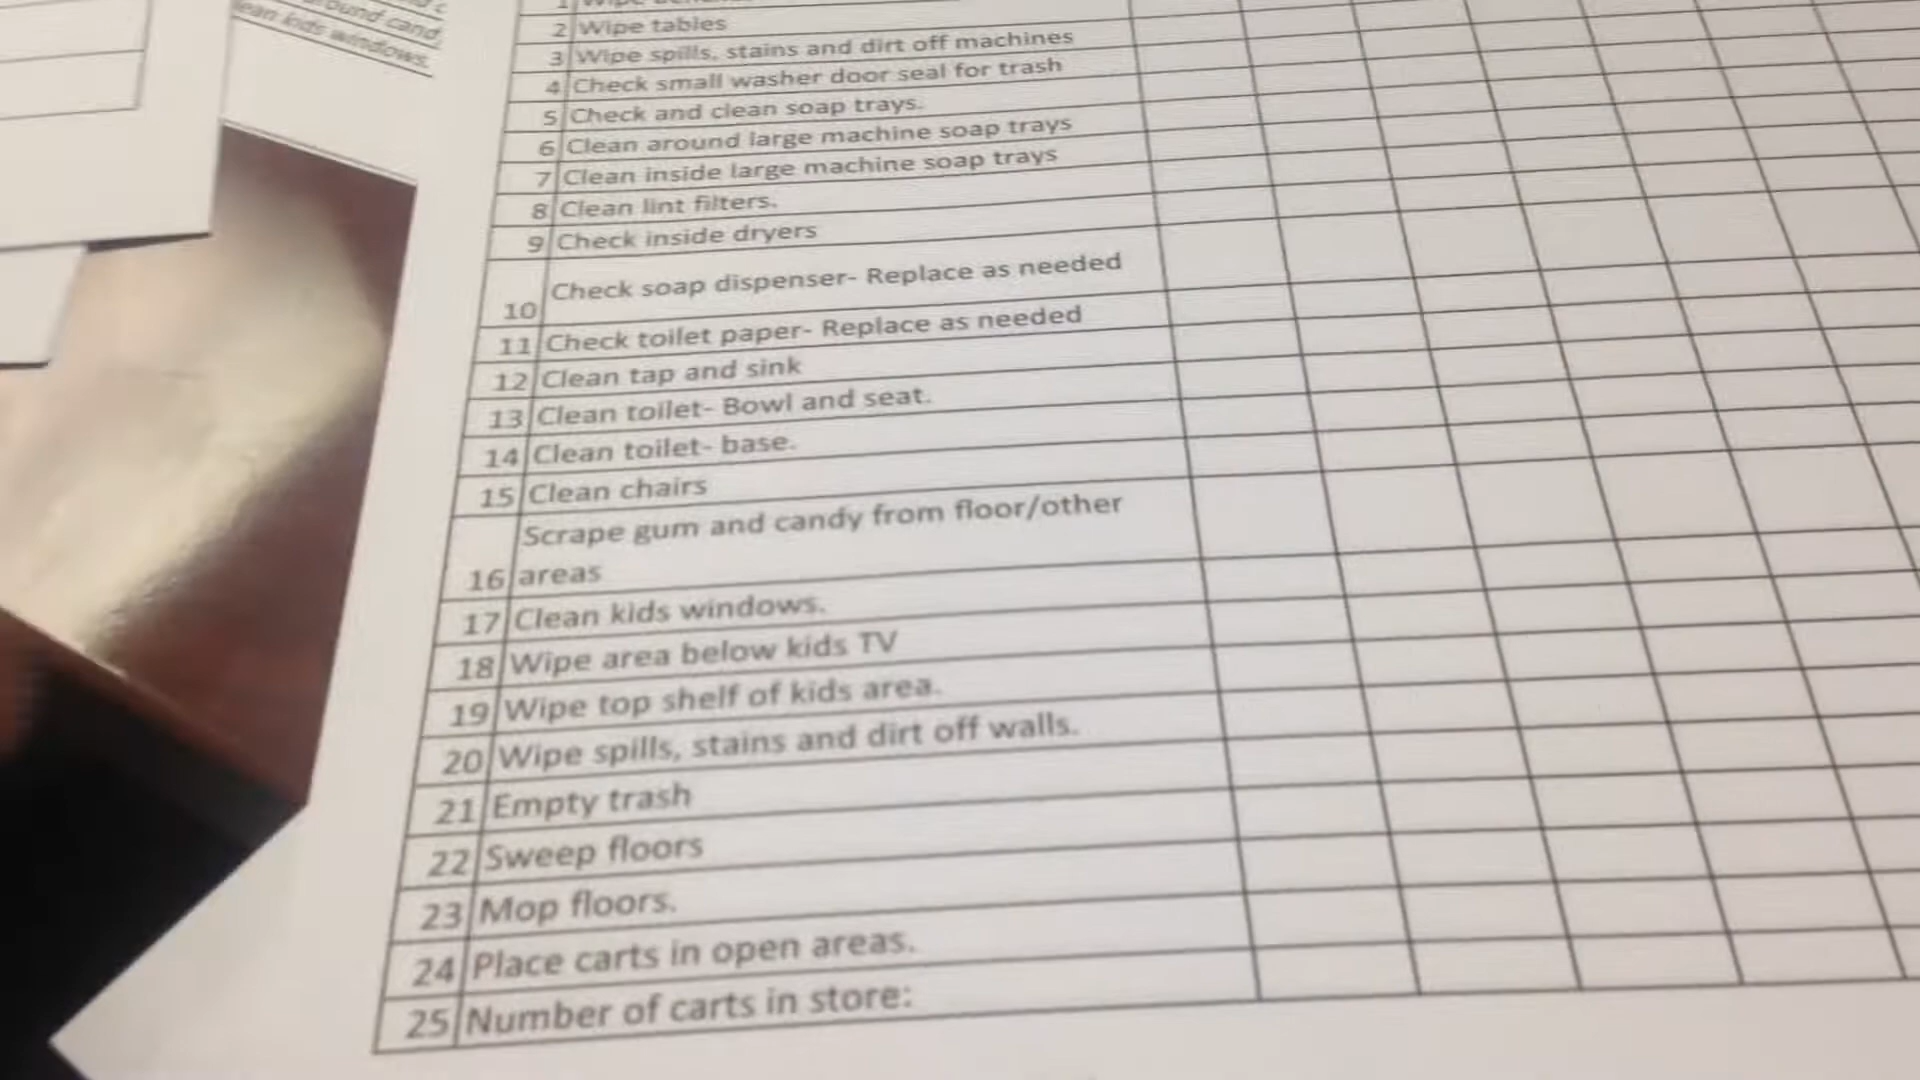 ound cand
lean kids windows.
1 Wipe
2 Wipe tables
3 Wipe spills, stains and dirt off machines
4 Check small washer door seal for trash
5 Check and clean soap trays.
6 Clean around large machine soap trays
7 Clean inside large machine soap trays
8 Clean lint filters.
9 Check inside dryers
10 Check soap dispenser- Replace as needed
11 Check toilet paper- Replace as needed
12 Clean tap and sink
13 Clean toilet- Bowl and seat.
14 Clean toilet- base.
15 Clean chairs
Scrape gum and candy from floor/other
16 areas
17 Clean kids windows.
18 Wipe area below kids TV
19 Wipe top shelf of kids area.
20 Wipe spills, stains and dirt off walls.
21 Empty trash
22 Sweep floors
23 Mop floors.
24 Place carts in open areas.
25 Number of carts in store: